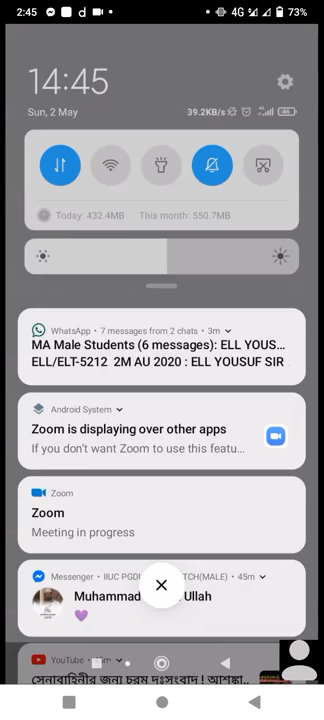 2:45 d 4G 73%
14:45
Sun, 2 May 39.2KB/s 46
Today: 432.4MB This month: 550.7MB
WhatsApp • 7 messages from 2 chats • 3m
MA Male Students (6 messages): ELL YOUS...
ELL/ELT-5212 2M AU 2020 : ELL YOUSUF SIR
Android System
Zoom is displaying over other apps
If you don't want Zoom to use this featu...
Zoom
Zoom
Meeting in progress
Messenger • IIUC TCH(MALE) • 45m
Ullah
YouTube
সেনাবাহিনীর জন্য চরম দুঃসংবাদ ! আশঙ্কা..